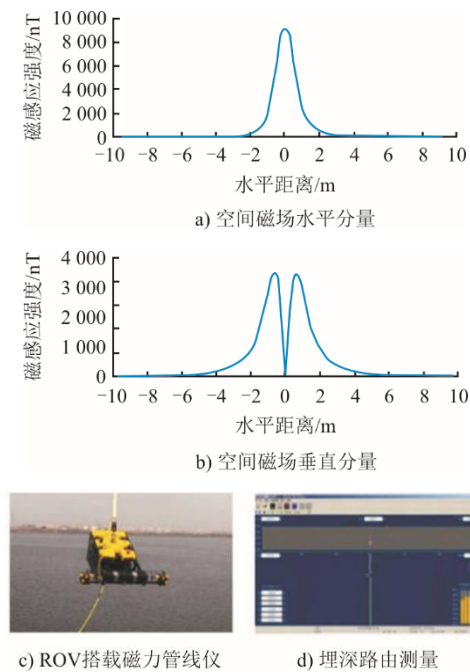 磁感应强度/nT
10 000
8 000
6 000
4 000
2 000
0
−10 −8 −6 −4 −2 0 2 4 6 8 10
水平距离/m
a) 空间磁场水平分量
磁感应强度/nT
4 000
3 000
2 000
1 000
0
−10 −8 −6 −4 −2 0 2 4 6 8 10
水平距离/m
b) 空间磁场垂直分量
c) ROV搭载磁力管线仪
d) 埋深路由测量